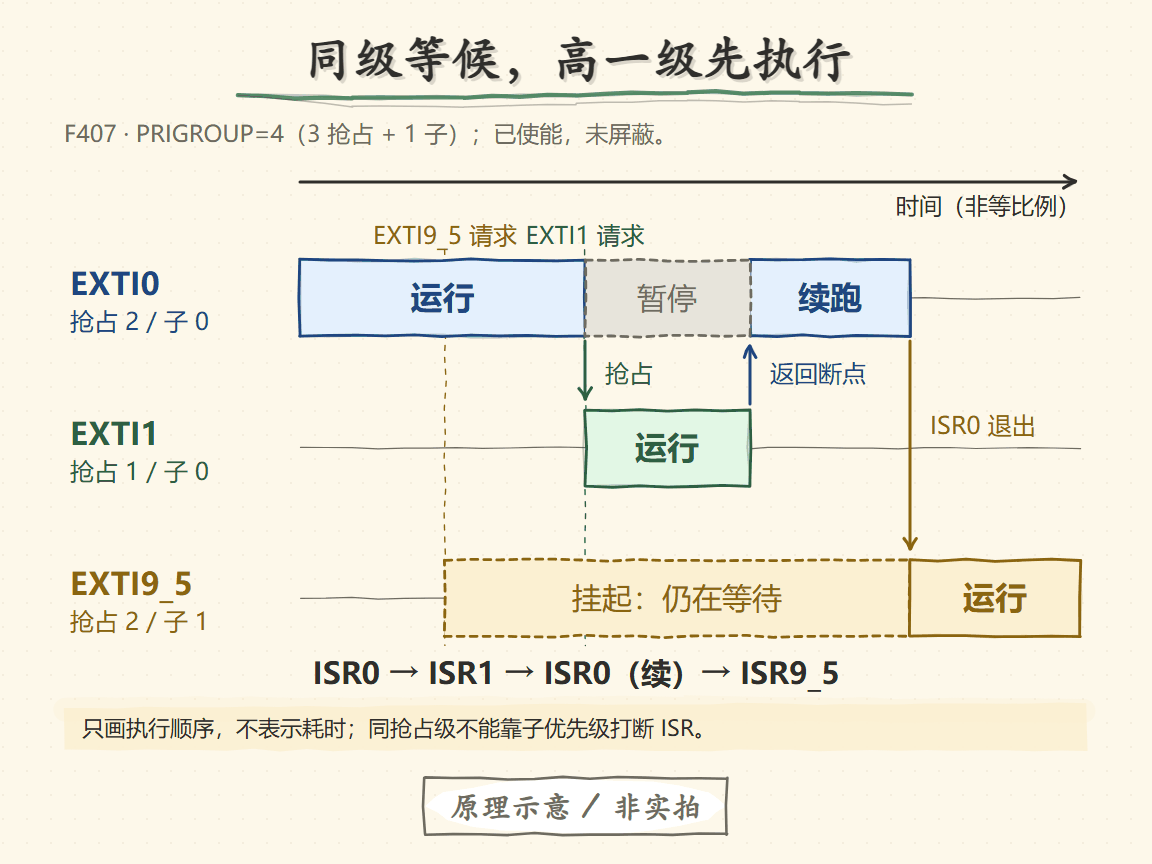 同级等候，高一级先执行
F407 · PRIGROUP=4（3 抢占 + 1 子）；已使能，未屏蔽。
时间（非等比例）
EXTI9_5 请求 EXTI1 请求
EXTI0
抢占 2 / 子 0
运行
暂停
续跑
抢占
返回断点
EXTI1
抢占 1 / 子 0
运行
ISR0 退出
EXTI9_5
抢占 2 / 子 1
挂起：仍在等待
运行
ISR0 → ISR1 → ISR0（续）→ ISR9_5
只画执行顺序，不表示耗时；同抢占级不能靠子优先级打断 ISR。
原理示意 / 非实拍